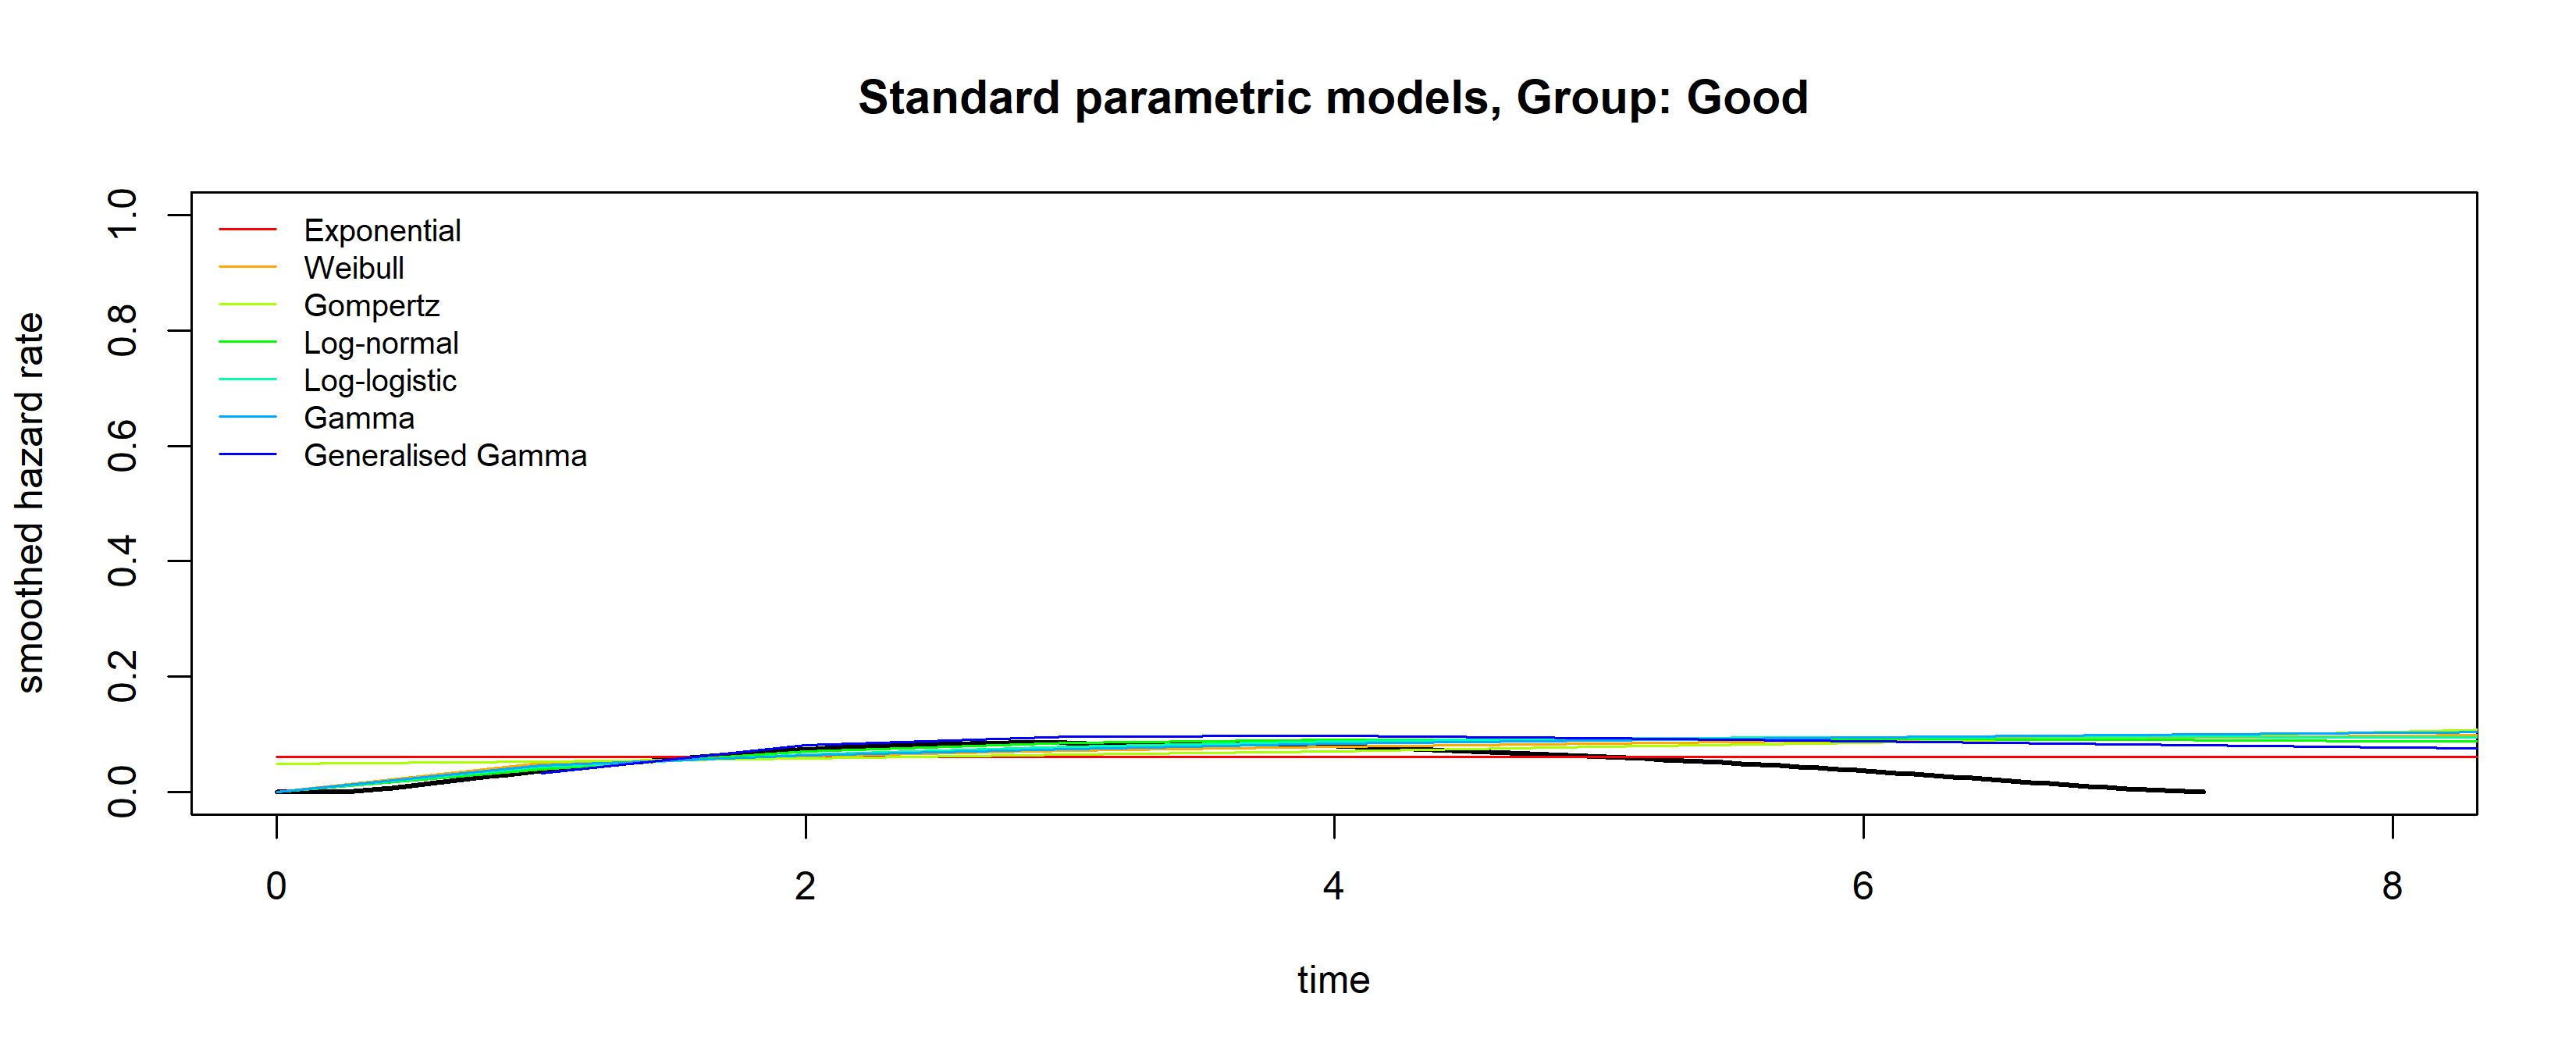 Standard parametric models, Group: Good
smoothed hazard rate
1.0
0.8
0.6
0.4
0.2
0.0
Exponential
Weibull
Gompertz
Log-normal
Log-logistic
Gamma
Generalised Gamma
0 2 4 6 8
time